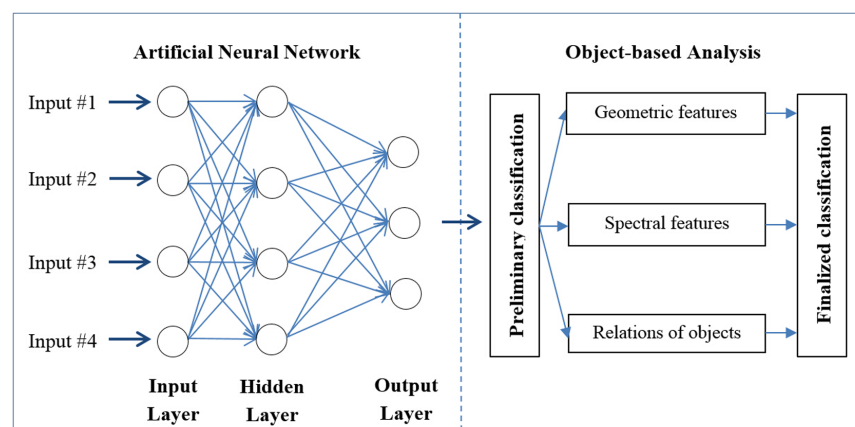 Artificial Neural Network
Input #1
Input #2
Input #3
Input #4
Input
Layer
Hidden
Layer
Output
Layer
Object-based Analysis
Preliminary classification
Geometric features
Spectral features
Relations of objects
Finalized classification